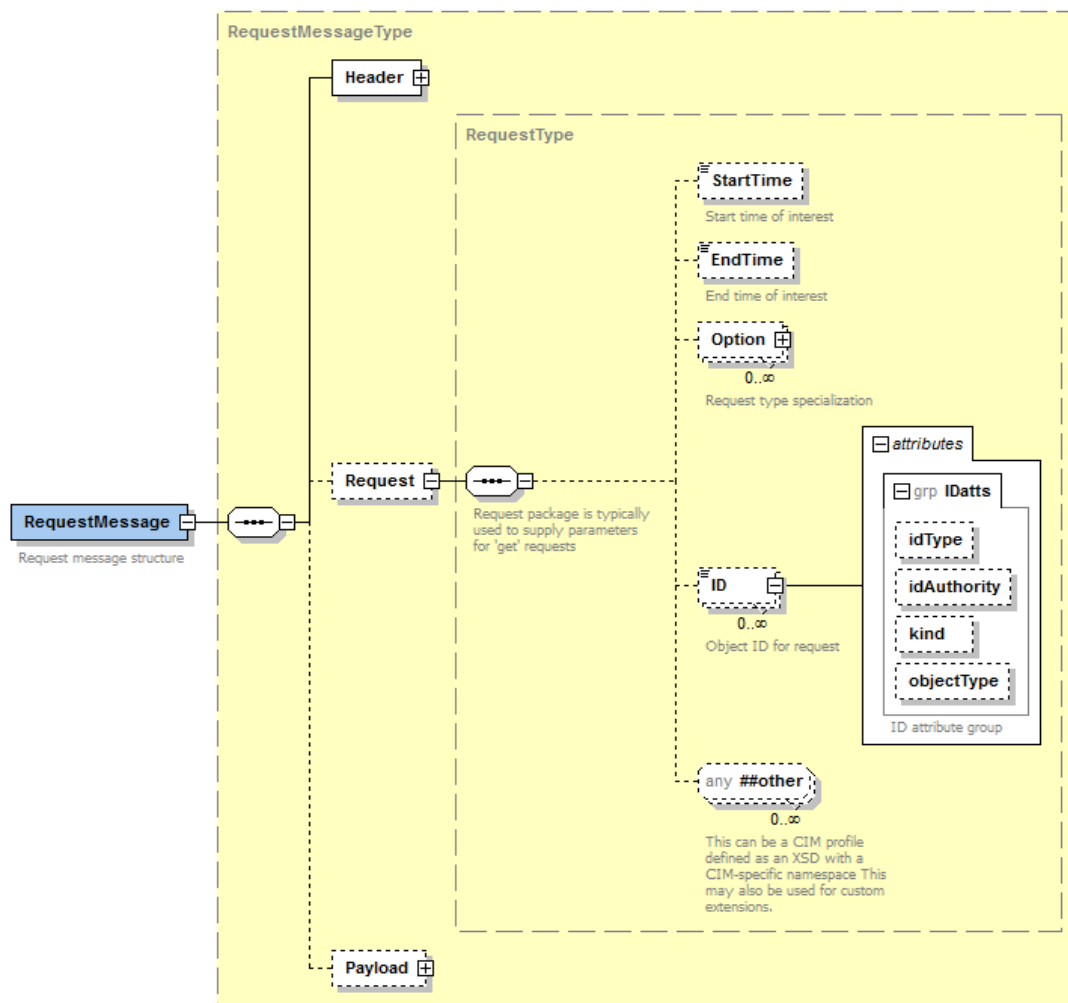 RequestMessageType
Header
RequestType
StartTime
Start time of interest
EndTime
End time of interest
Option
0..∞
Request type specialization
attributes
grp IDatts
Request
Request package is typically
used to supply parameters
for 'get' requests
RequestMessage
Request message structure
idType
ID
idAuthority
0..∞
kind
Object ID for request
objectType
ID attribute group
any ##other
0..∞
This can be a CIM profile
defined as an XSD with a
CIM-specific namespace This
may also be used for custom
extensions.
Payload